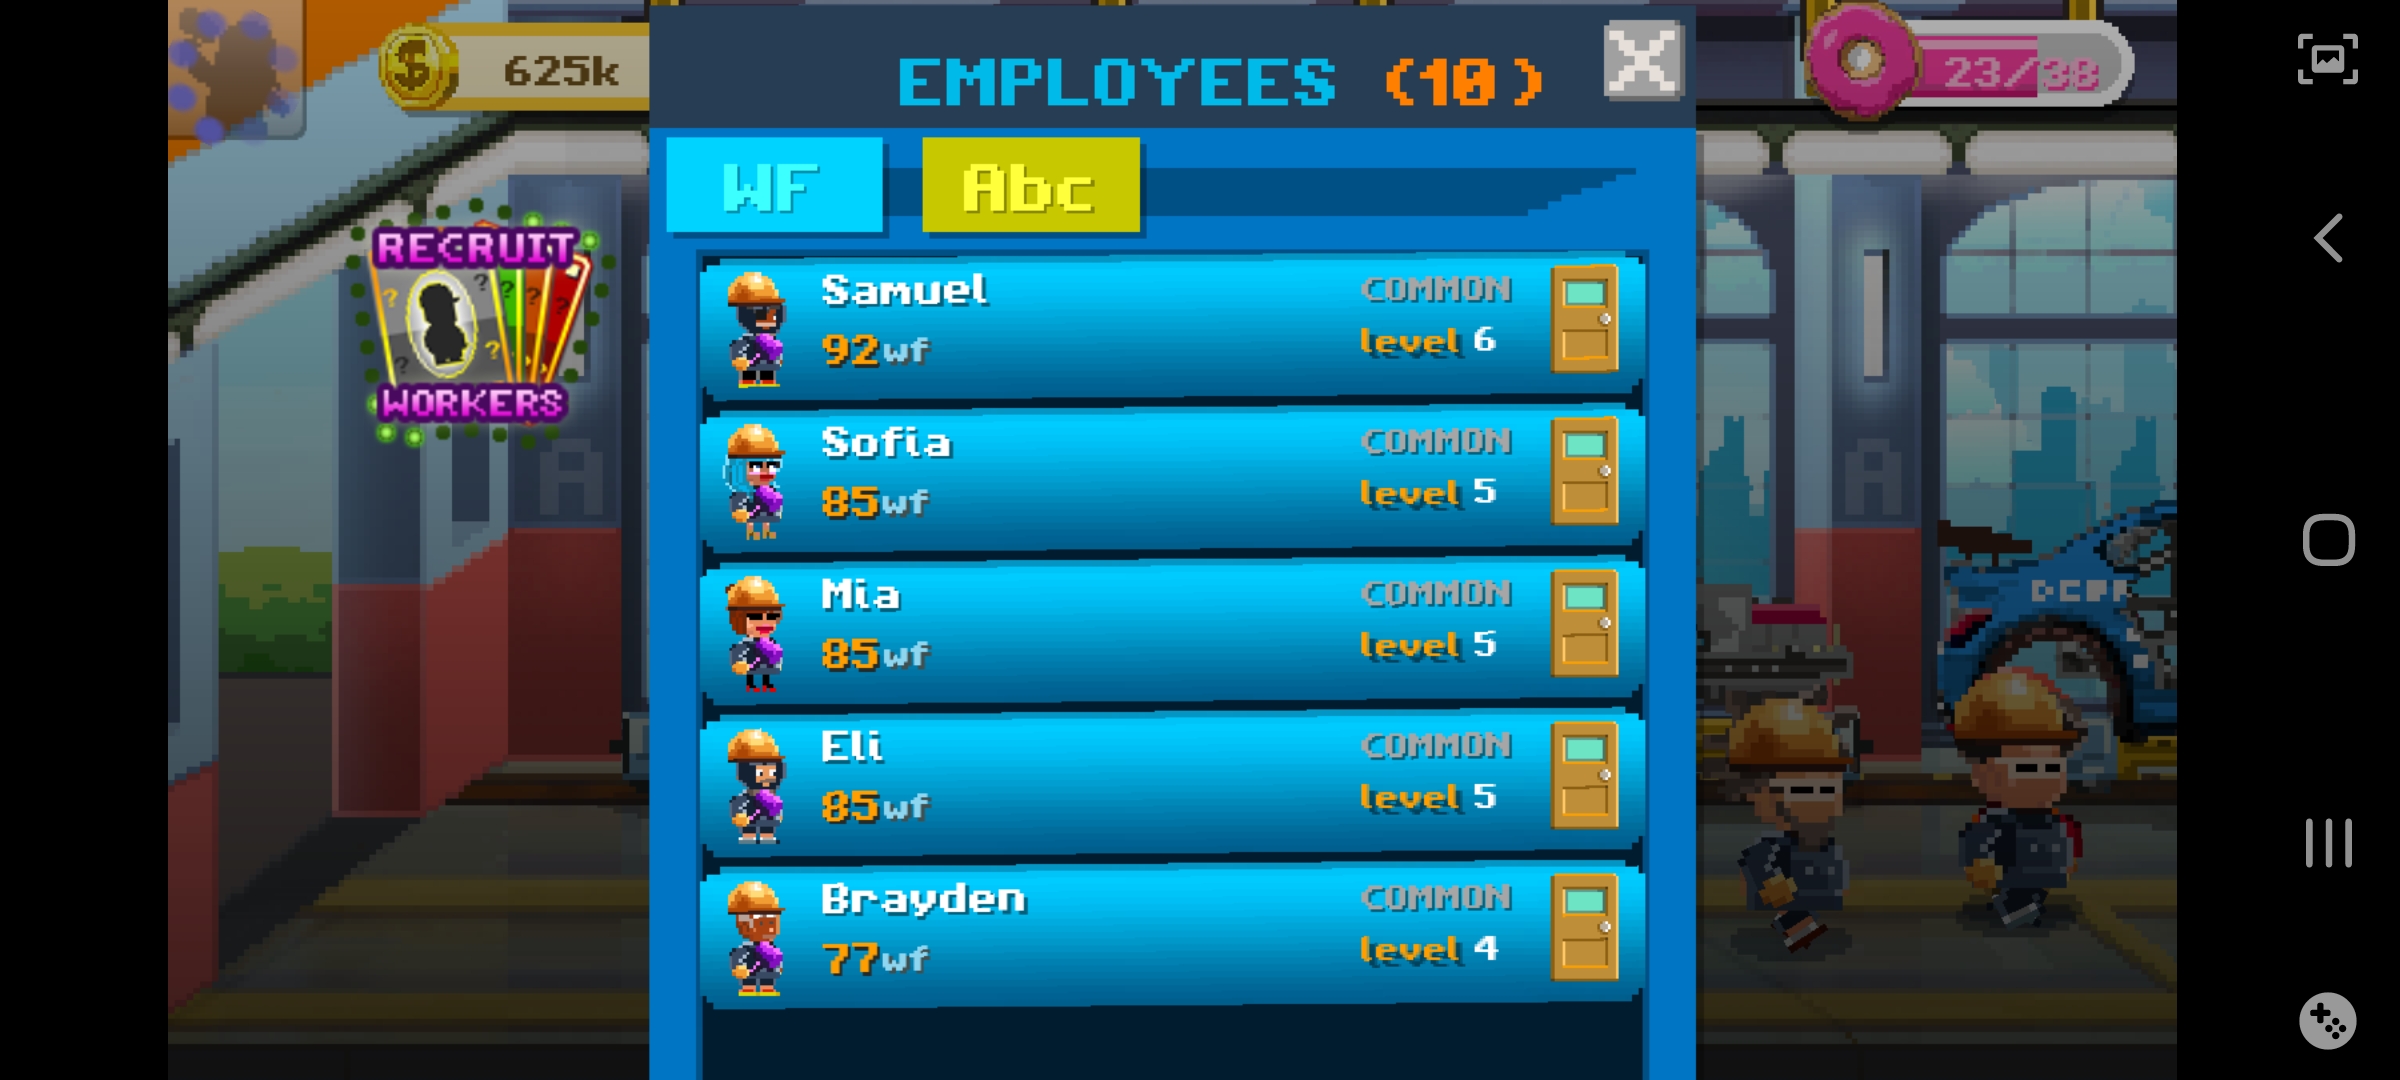 625k
EMPLOYEES (10)
23/38
WF
Abc
RECRUIT
WORKERS
Samuel
COMMON
92wf
level 6
Sofia
COMMON
85wf
level 5
Mia
COMMON
85wf
level 5
Eli
COMMON
85wf
level 5
Brayden
COMMON
77wf
level 4
A
A